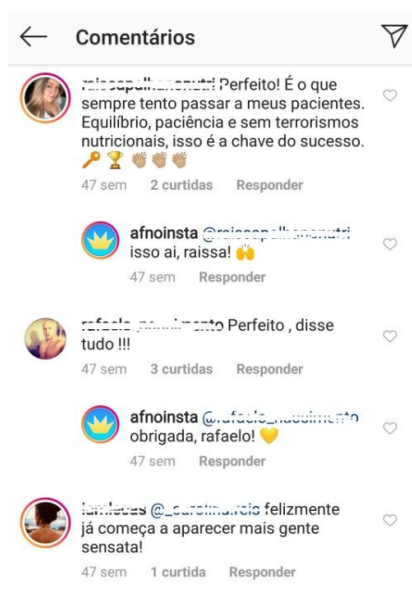 Comentários
Perfeito! É o que
sempre tento passar a meus pacientes.
Equilíbrio, paciência e sem terrorismos
nutricionais, isso é a chave do sucesso.
🔑 🏆 👏🏼👏🏼👏🏼
47 sem 2 curtidas Responder
afnoinsta
isso ai, raissa! 🙌
47 sem Responder
Perfeito , disse
tudo !!!
47 sem 3 curtidas Responder
afnoinsta
obrigada, rafaelo! 💛
47 sem Responder
felizmente
já começa a aparecer mais gente
sensata!
47 sem 1 curtida Responder